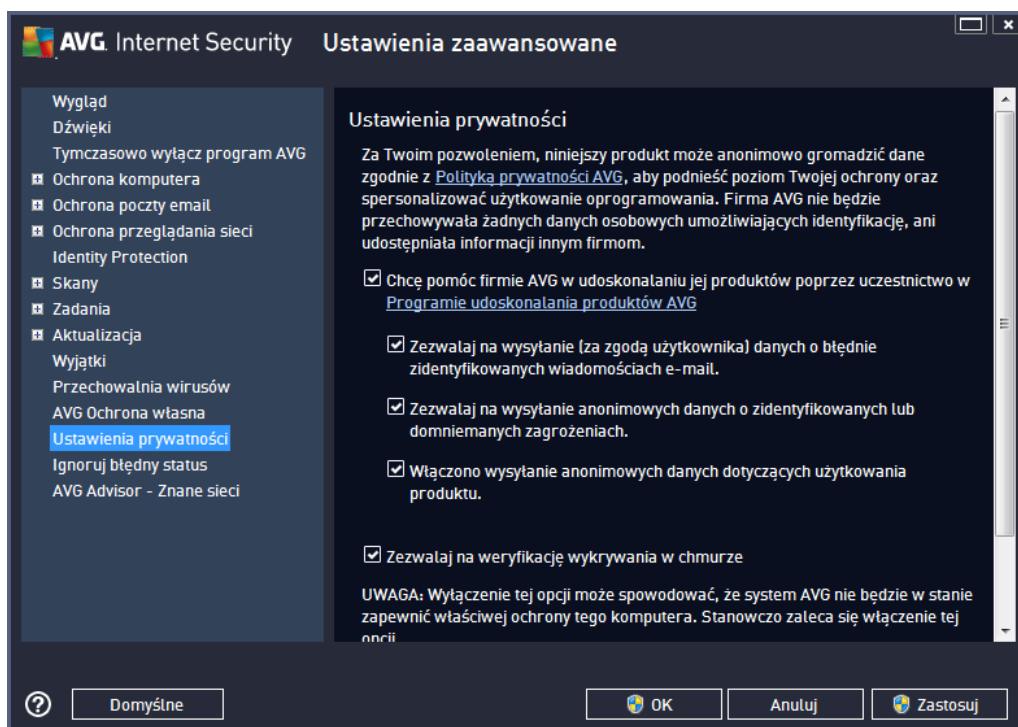 AVG. Internet Security Ustawienia zaawansowane
Wygląd
Dźwięki
Tymczasowo wyłącz program AVG
Ochrona komputera
Ochrona poczty email
Ochrona przeglądania sieci
Identity Protection
Skany
Zadania
Aktualizacja
Wyjątki
Przechowalnia wirusów
AVG Ochrona własna
Ustawienia prywatności
Ignoruj błędny status
AVG Advisor - Znane sieci
Ustawienia prywatności
Za Twoim pozwoleniem, niniejszy produkt może anonimowo gromadzić dane
zgodnie z Polityką prywatności AVG, aby podnieść poziom Twojej ochrony oraz
spersonalizować użytkowanie oprogramowania. Firma AVG nie będzie
przechowywała żadnych danych osobowych umożliwiających identyfikację, ani
udostępniała informacji innym firmom.
Chcę pomóc firmie AVG w udoskonalaniu jej produktów poprzez uczestnictwo w
Programie udoskonalania produktów AVG
Zezwalaj na wysyłanie (za zgodą użytkownika) danych o błędnie
zidentyfikowanych wiadomościach e-mail.
Zezwalaj na wysyłanie anonimowych danych o zidentyfikowanych lub
domniemanych zagrożeniach.
Włączono wysyłanie anonimowych danych dotyczących użytkowania
produktu.
Zezwalaj na weryfikację wykrywania w chmurze
UWAGA: Wyłączenie tej opcji może spowodować, że system AVG nie będzie w stanie
zapewnić właściwej ochrony tego komputera. Stanowczo zaleca się włączenie tej
opcji
Domyślne
OK
Anuluj
Zastosuj